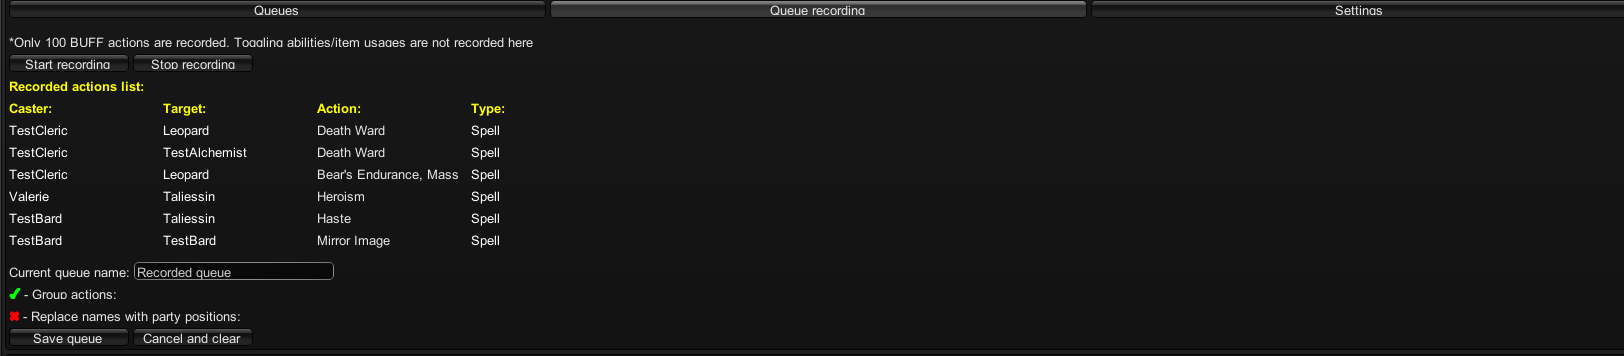 Queues Queue recording Settings
*Only 100 BUFF actions are recorded. Toggling abilities/item usages are not recorded here
Start recording Stop recording
Recorded actions list:
Caster: Target: Action: Type:
TestCleric Leopard Death Ward Spell
TestCleric TestAlchemist Death Ward Spell
TestCleric Leopard Bear's Endurance, Mass Spell
Valerie Taliessin Heroism Spell
TestBard Taliessin Haste Spell
TestBard TestBard Mirror Image Spell
Current queue name: Recorded queue
✔ - Group actions:
✖ - Replace names with party positions:
Save queue Cancel and clear